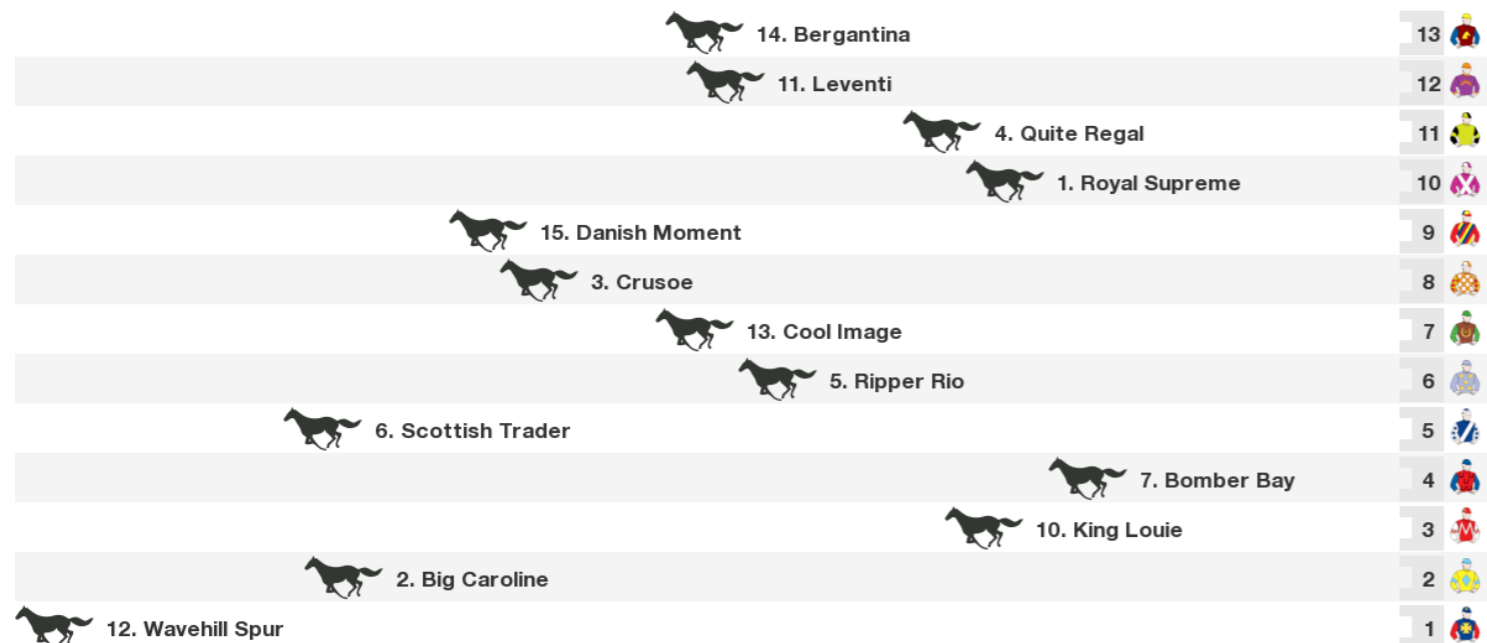 14. Bergantina 13
11. Leventi 12
4. Quite Regal 11
1. Royal Supreme 10
15. Danish Moment 9
3. Crusoe 8
13. Cool Image 7
5. Ripper Rio 6
6. Scottish Trader 5
7. Bomber Bay 4
10. King Louie 3
2. Big Caroline 2
12. Wavehill Spur 1